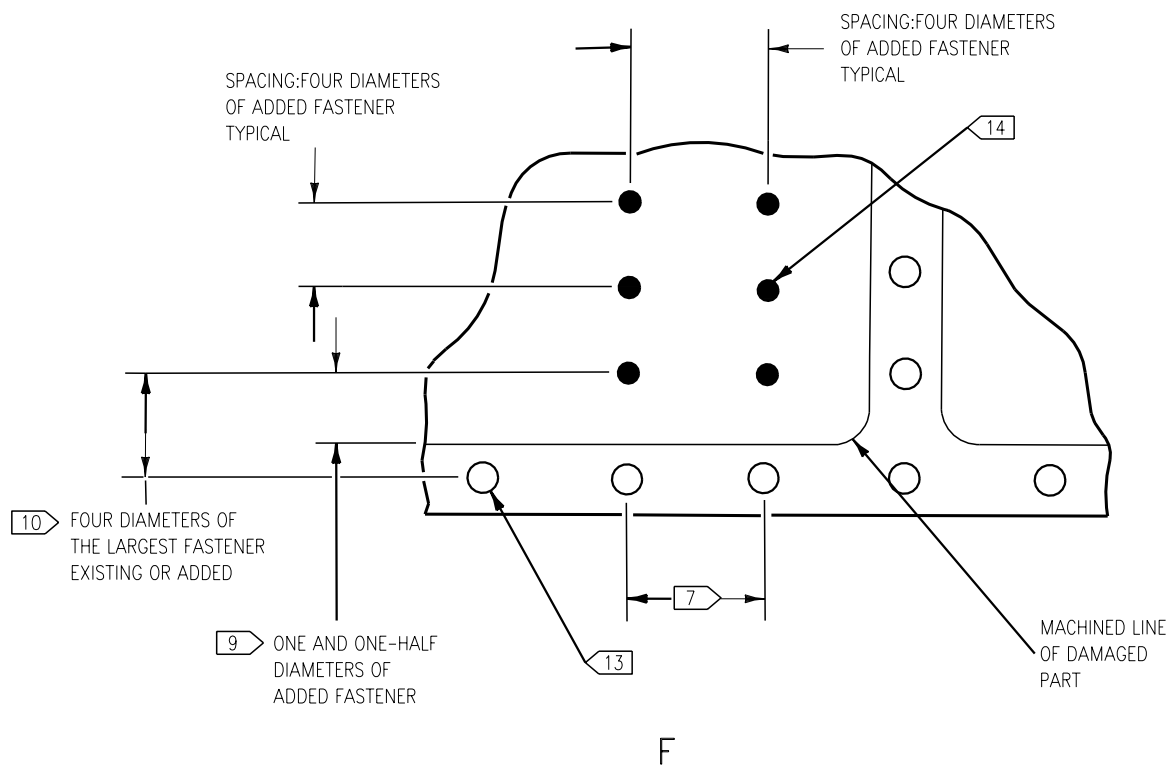 SPACING:FOUR DIAMETERS
OF ADDED FASTENER
TYPICAL
SPACING:FOUR DIAMETERS
OF ADDED FASTENER
TYPICAL
14
10
FOUR DIAMETERS OF
THE LARGEST FASTENER
EXISTING OR ADDED
7
9
ONE AND ONE-HALF
DIAMETERS OF
ADDED FASTENER
13
MACHINED LINE
OF DAMAGED
PART
F